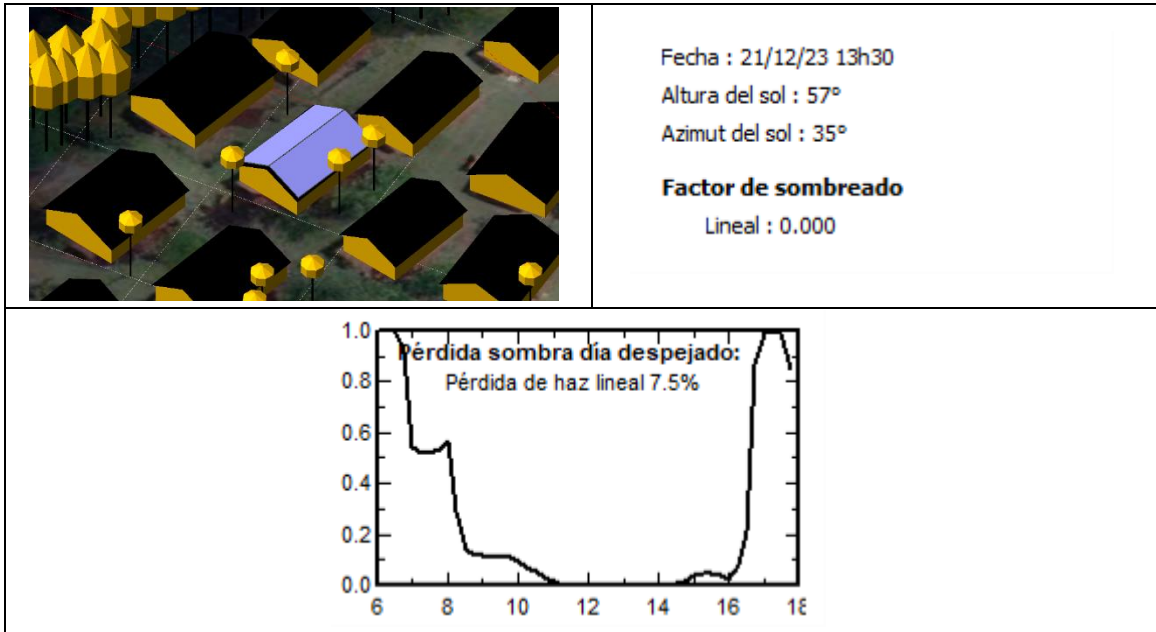 Fecha : 21/12/23 13h30
Altura del sol : 57°
Azimut del sol : 35°
Factor de sombreado
Lineal : 0.000
Pérdida sombra día despejado:
Pérdida de haz lineal 7.5%
1.0
0.8
0.6
0.4
0.2
0.0
6 8 10 12 14 16 18